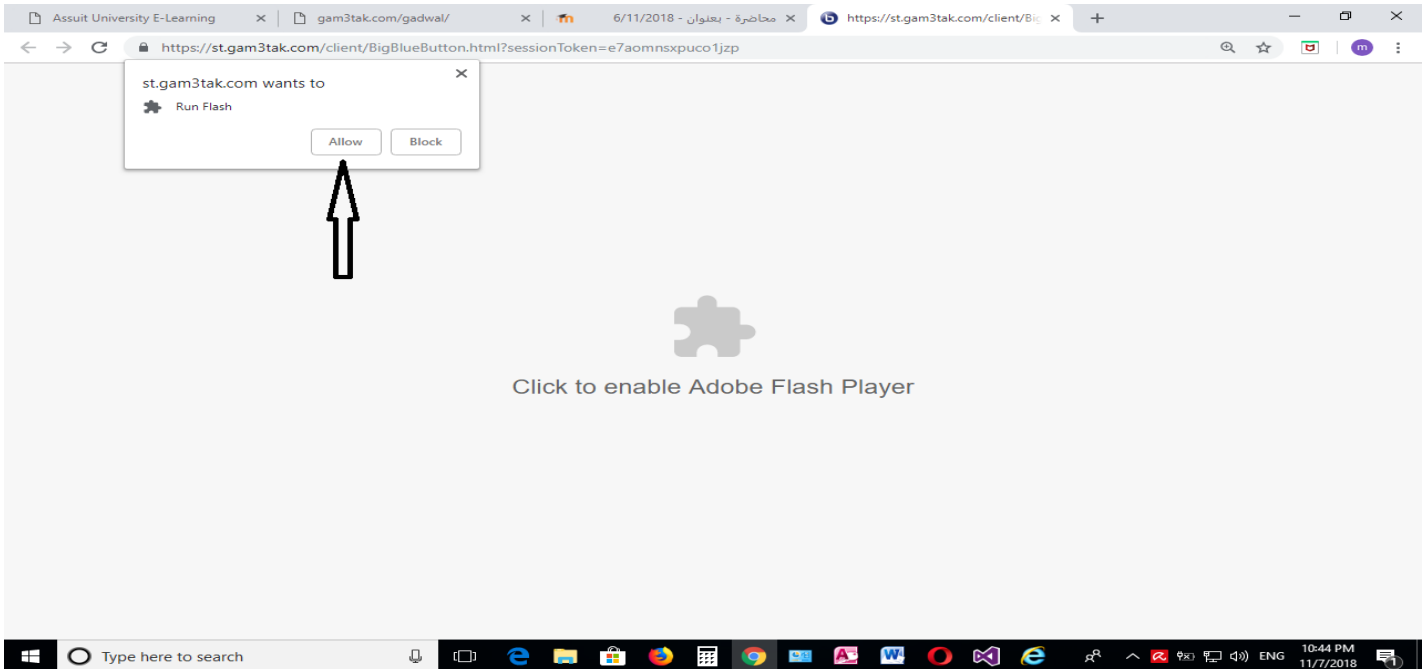 Assuit University E-Learning
gam3tak.com/gadwal/
محاضرة - بعنوان - 6/11/2018
https://st.gam3tak.com/client/Big
https://st.gam3tak.com/client/BigBlueButton.html?sessionToken=e7aomnsxpuco1jzp
m
st.gam3tak.com wants to
Run Flash
Allow
Block
Click to enable Adobe Flash Player
Type here to search
ENG
10:44 PM
11/7/2018
1